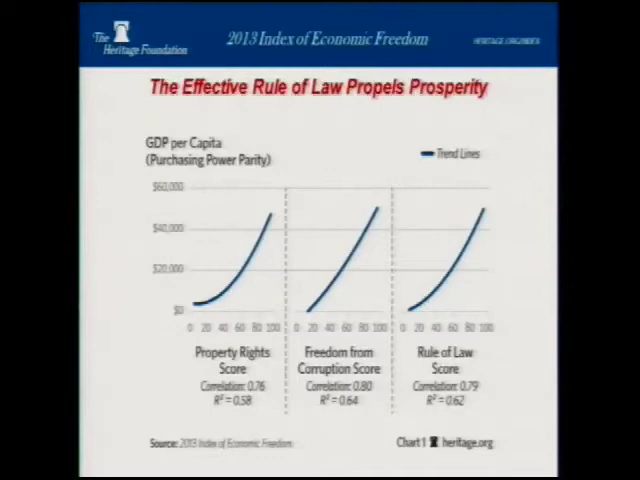 The
Heritage Foundation
2013 Index of Economic Freedom
HERITAGE.ORG/INDEX
The Effective Rule of Law Propels Prosperity
GDP per Capita
(Purchasing Power Parity)
Trend Lines
$60,000
$40,000
$20,000
$0
0 20 40 60 80 100
0 20 40 60 80 100
0 20 40 60 80 100
Property Rights
Score
Correlation: 0.76
R² = 0.58
Freedom from
Corruption Score
Correlation: 0.80
R² = 0.64
Rule of Law
Score
Correlation: 0.79
R² = 0.62
Source: 2013 Index of Economic Freedom.
Chart 1 heritage.org